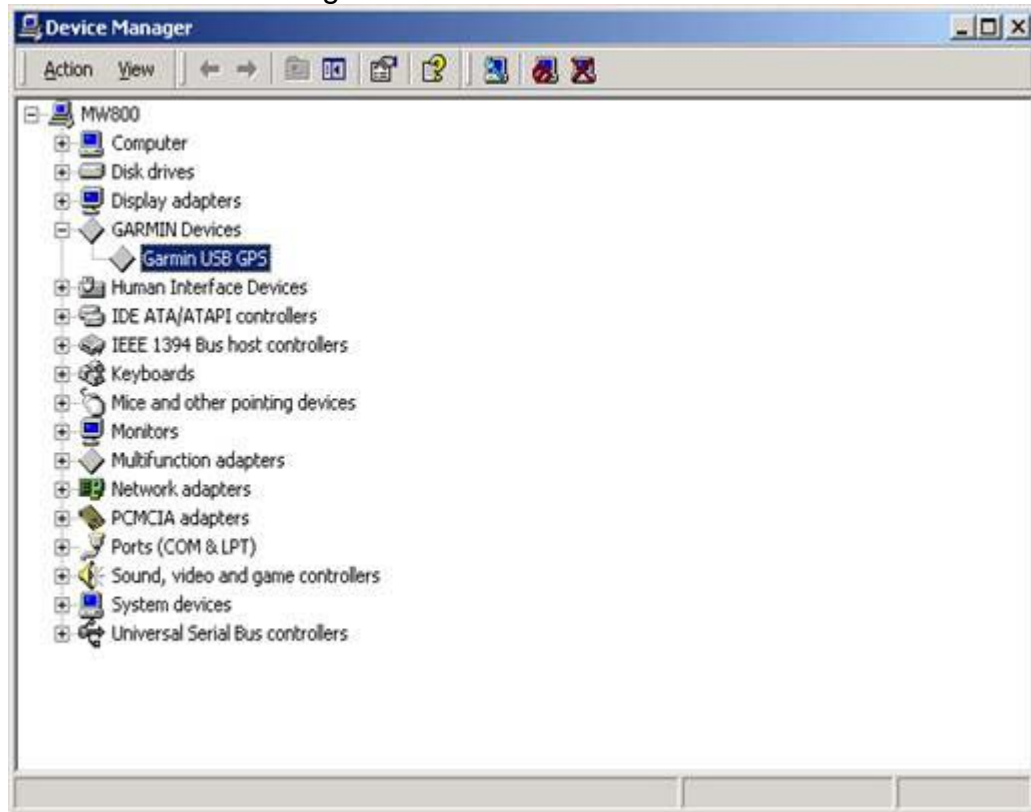 Device Manager
Action View
MW800
Computer
Disk drives
Display adapters
GARMIN Devices
Garmin USB GPS
Human Interface Devices
IDE ATA/ATAPI controllers
IEEE 1394 Bus host controllers
Keyboards
Mice and other pointing devices
Monitors
Multifunction adapters
Network adapters
PCMCIA adapters
Ports (COM & LPT)
Sound, video and game controllers
System devices
Universal Serial Bus controllers